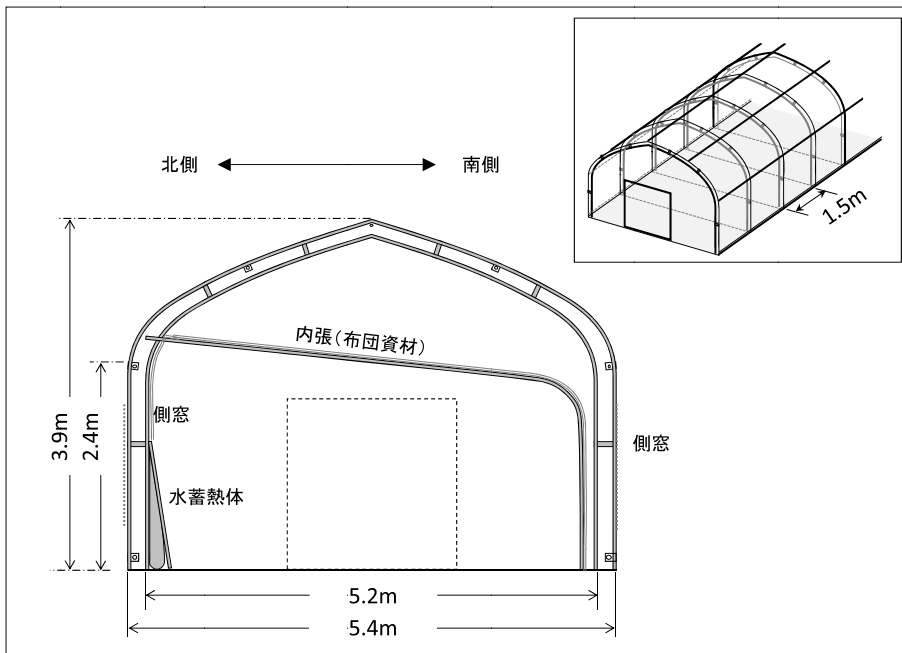 北側
南側
1.5m
内張(布団資材)
側窓
側窓
水蓄熱体
3.9m
2.4m
5.2m
5.4m